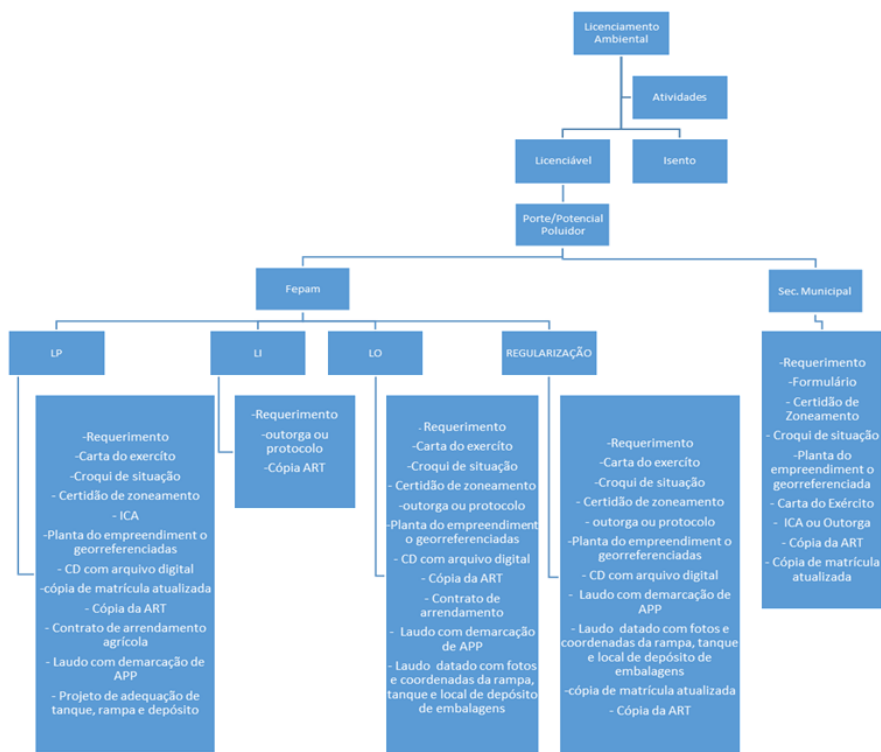 Licenciamento
Ambiental
Atividades
Licenciável
Isento
Porte/Potencial
Poluidor
Fepam
Sec. Municipal
LP
LI
LO
REGULARIZAÇÃO
-Requerimento
-Carta do exercíto
-Croqui de situação
- Certidão de zoneamento
- ICA
-Planta do empreendiment o
georreferenciadas
- CD com arquivo digital
-cópia de matrícula atualizada
- Cópia da ART
- Contrato de arrendamento
agrícola
- Laudo com demarcação de
APP
- Projeto de adequação de
tanque, rampa e depósito
-Requerimento
-outorga ou
protocolo
- Cópia ART
. Requerimento
-Carta do exercíto
-Croqui de situação
- Certidão de zoneamento
-outorga ou protocolo
-Planta do empreendiment o
georreferenciadas
- CD com arquivo digital
- Cópia da ART
- Contrato de
arrendamento
- Laudo com demarcação de
APP
- Laudo datado com fotos
e coordenadas da rampa,
tanque e local de depósito
de embalagens
-Requerimento
-Carta do exercíto
-Croqui de situação
- Certidão de zoneamento
- outorga ou protocolo
-Planta do empreendiment o
georreferenciadas
- CD com arquivo digital
- Laudo com demarcação de
APP
- Laudo datado com fotos e
coordenadas da rampa, tanque
e local de depósito de
embalagens
-cópia de matrícula atualizada
- Cópia da ART
-Requerimento
-Formulário
- Certidão de
Zoneamento
- Croqui de situação
-Planta do
empreendiment o
georreferenciada
- Carta do Exército
- ICA ou Outorga
- Cópia da ART
- Cópia de matrícula
atualizada